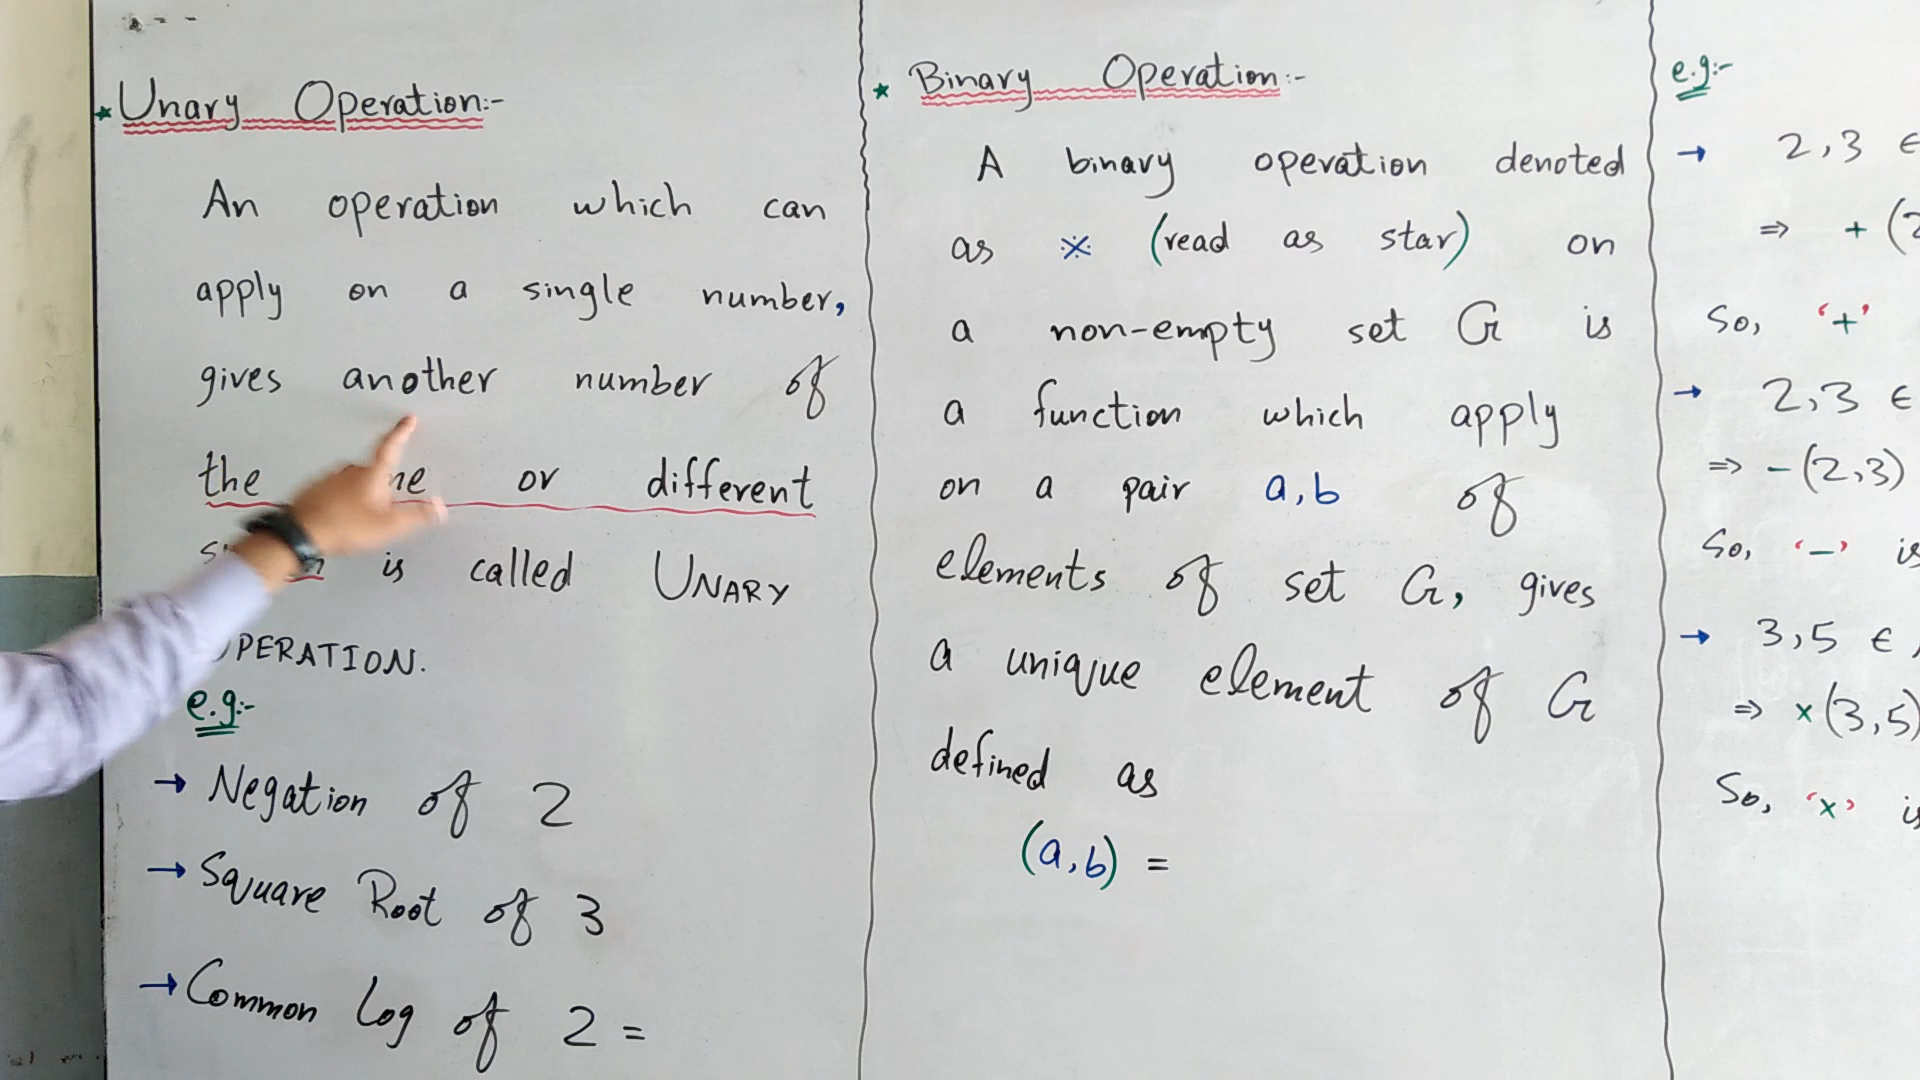 * Unary Operation:-
An operation which can
apply on a single number,
gives another number of
the or different
is called UNARY
PERATION.
e.g:-
→ Negation of 2
→ Square Root of 3
→ Common Log of 2 =
* Binary Operation:-
A binary operation denoted
as ※ (read as star) on
a non-empty set G is
a function which apply
on a pair a,b of
elements of set G, gives
a unique element of G
defined as
(a,b) =
e.g:-
→ 2,3 ∈
⇒ + (2
So, '+'
→ 2,3 ∈
⇒ -(2,3)
So, '-' is
→ 3,5 ∈
⇒ ×(3,5)
So, '×' is